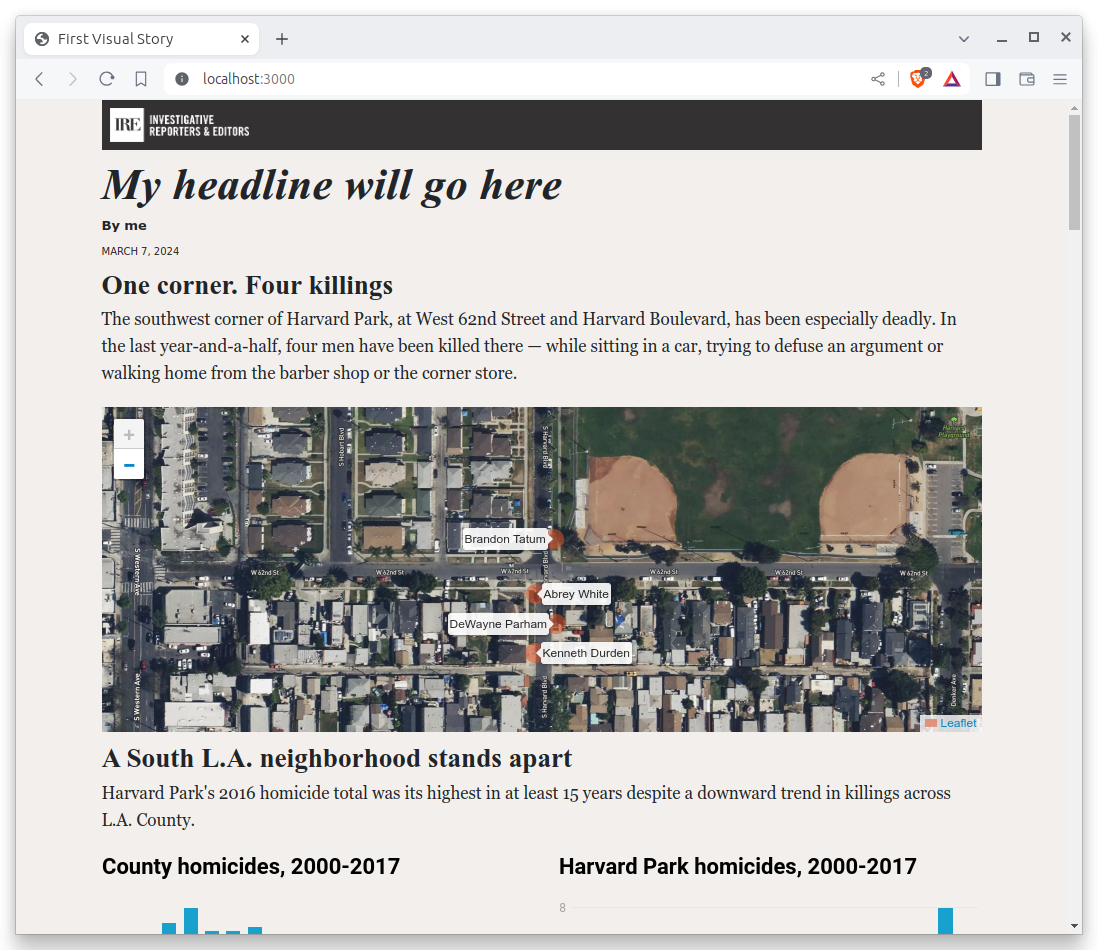 First Visual Story
localhost:3000
2
IRE INVESTIGATIVE
REPORTERS & EDITORS
My headline will go here
By me
MARCH 7, 2024
One corner. Four killings
The southwest corner of Harvard Park, at West 62nd Street and Harvard Boulevard, has been especially deadly. In
the last year-and-a-half, four men have been killed there — while sitting in a car, trying to defuse an argument or
walking home from the barber shop or the corner store.
+
−
S Hobart Blvd
S Harvard Blvd
Harvard
Playground
Brandon Tatum
S Western Ave
W 62nd St
W 62nd St
W 62nd St
W 62nd St
W 62nd St
W 62nd St
Abrey White
DeWayne Parham
Kenneth Durden
S Western Ave
S Harvard Blvd
Denker Ave
Leaflet
A South L.A. neighborhood stands apart
Harvard Park's 2016 homicide total was its highest in at least 15 years despite a downward trend in killings across
L.A. County.
County homicides, 2000-2017
Harvard Park homicides, 2000-2017
8